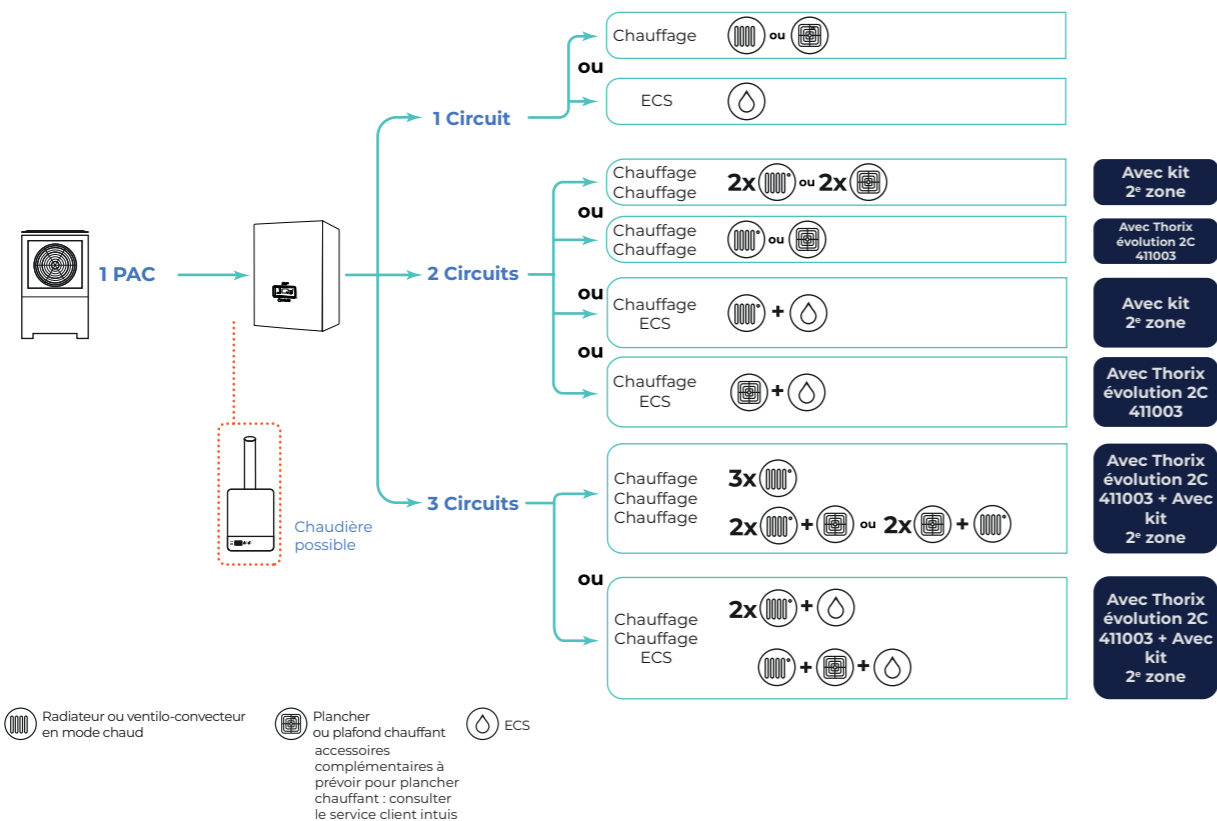 Chauffage
ou
ou
ECS
1 Circuit
Chauffage
Chauffage
2x
ou
2x
Avec kit
2e zone
ou
Chauffage
Chauffage
ou
Avec Thorix
évolution 2C
411003
1 PAC
2 Circuits
ou
Chauffage
ECS
+
Avec kit
2e zone
ou
Chauffage
ECS
+
Avec Thorix
évolution 2C
411003
3 Circuits
Chauffage
Chauffage
Chauffage
3x
2x
+
ou
2x
+
Avec Thorix
évolution 2C
411003 + Avec
kit
2e zone
Chaudière
possible
ou
Chauffage
Chauffage
ECS
2x
+
+
+
Avec Thorix
évolution 2C
411003 + Avec
kit
2e zone
Radiateur ou ventilo-convecteur
en mode chaud
Plancher
ou plafond chauffant
accessoires
complémentaires à
prévoir pour plancher
chauffant : consulter
le service client intuis
ECS